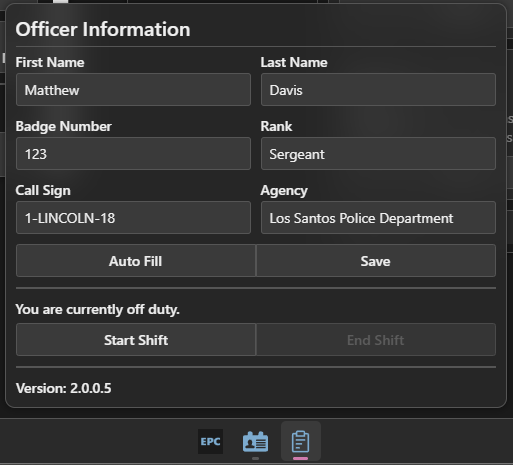 Officer Information
First Name
Last Name
Matthew
Davis
Badge Number
Rank
123
Sergeant
Call Sign
Agency
1-LINCOLN-18
Los Santos Police Department
Auto Fill
Save
You are currently off duty.
Start Shift
End Shift
Version: 2.0.0.5
EPC